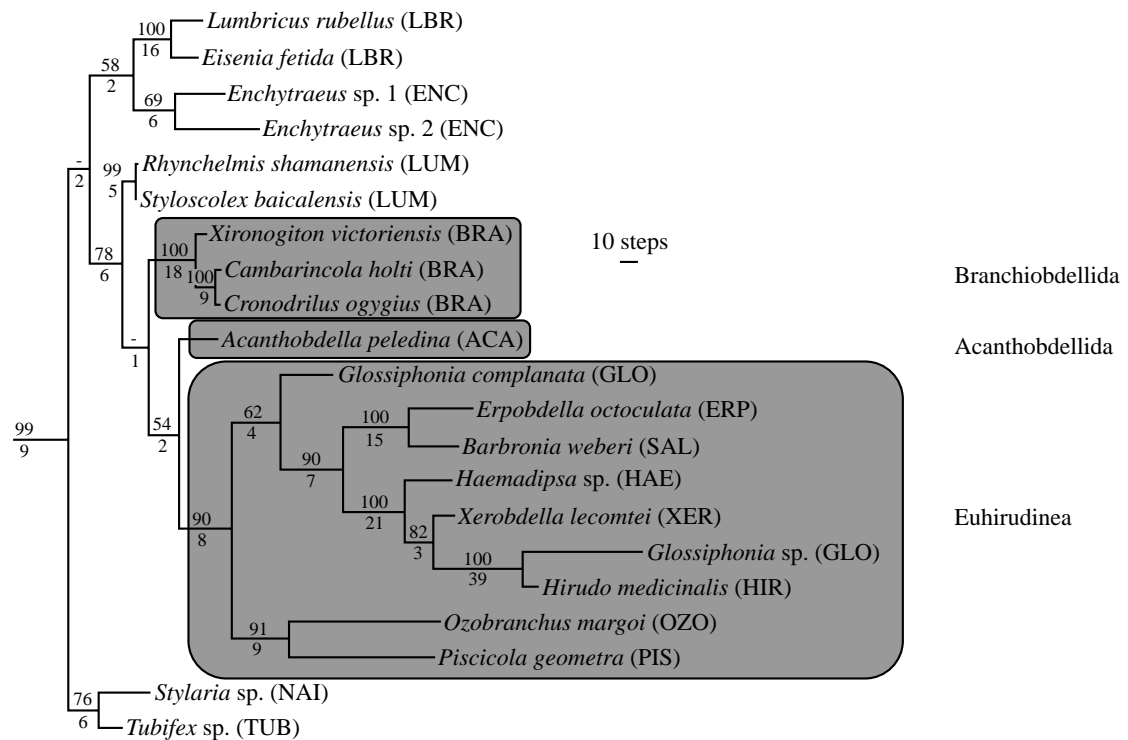 Lumbricus rubellus (LBR)
100
16
Eisenia fetida (LBR)
58
2
Enchytraeus sp. 1 (ENC)
69
6
Enchytraeus sp. 2 (ENC)
-
2
Rhynchelmis shamanensis (LUM)
99
5
Styloscolex baicalensis (LUM)
78
6
Xironogiton victoriensis (BRA)
100
18
Cambarincola holti (BRA)
100
9
Cronodrilus ogygius (BRA)
10 steps
Branchiobdellida
-
1
Acanthobdella peledina (ACA)
Acanthobdellida
Glossiphonia complanata (GLO)
62
4
Erpobdella octoculata (ERP)
100
15
Barbronia weberi (SAL)
99
9
54
2
90
7
Haemadipsa sp. (HAE)
100
21
Xerobdella lecomtei (XER)
Euhirudinea
90
8
82
3
Glossiphonia sp. (GLO)
100
39
Hirudo medicinalis (HIR)
Ozobranchus margoi (OZO)
91
9
Piscicola geometra (PIS)
Stylaria sp. (NAI)
76
6
Tubifex sp. (TUB)